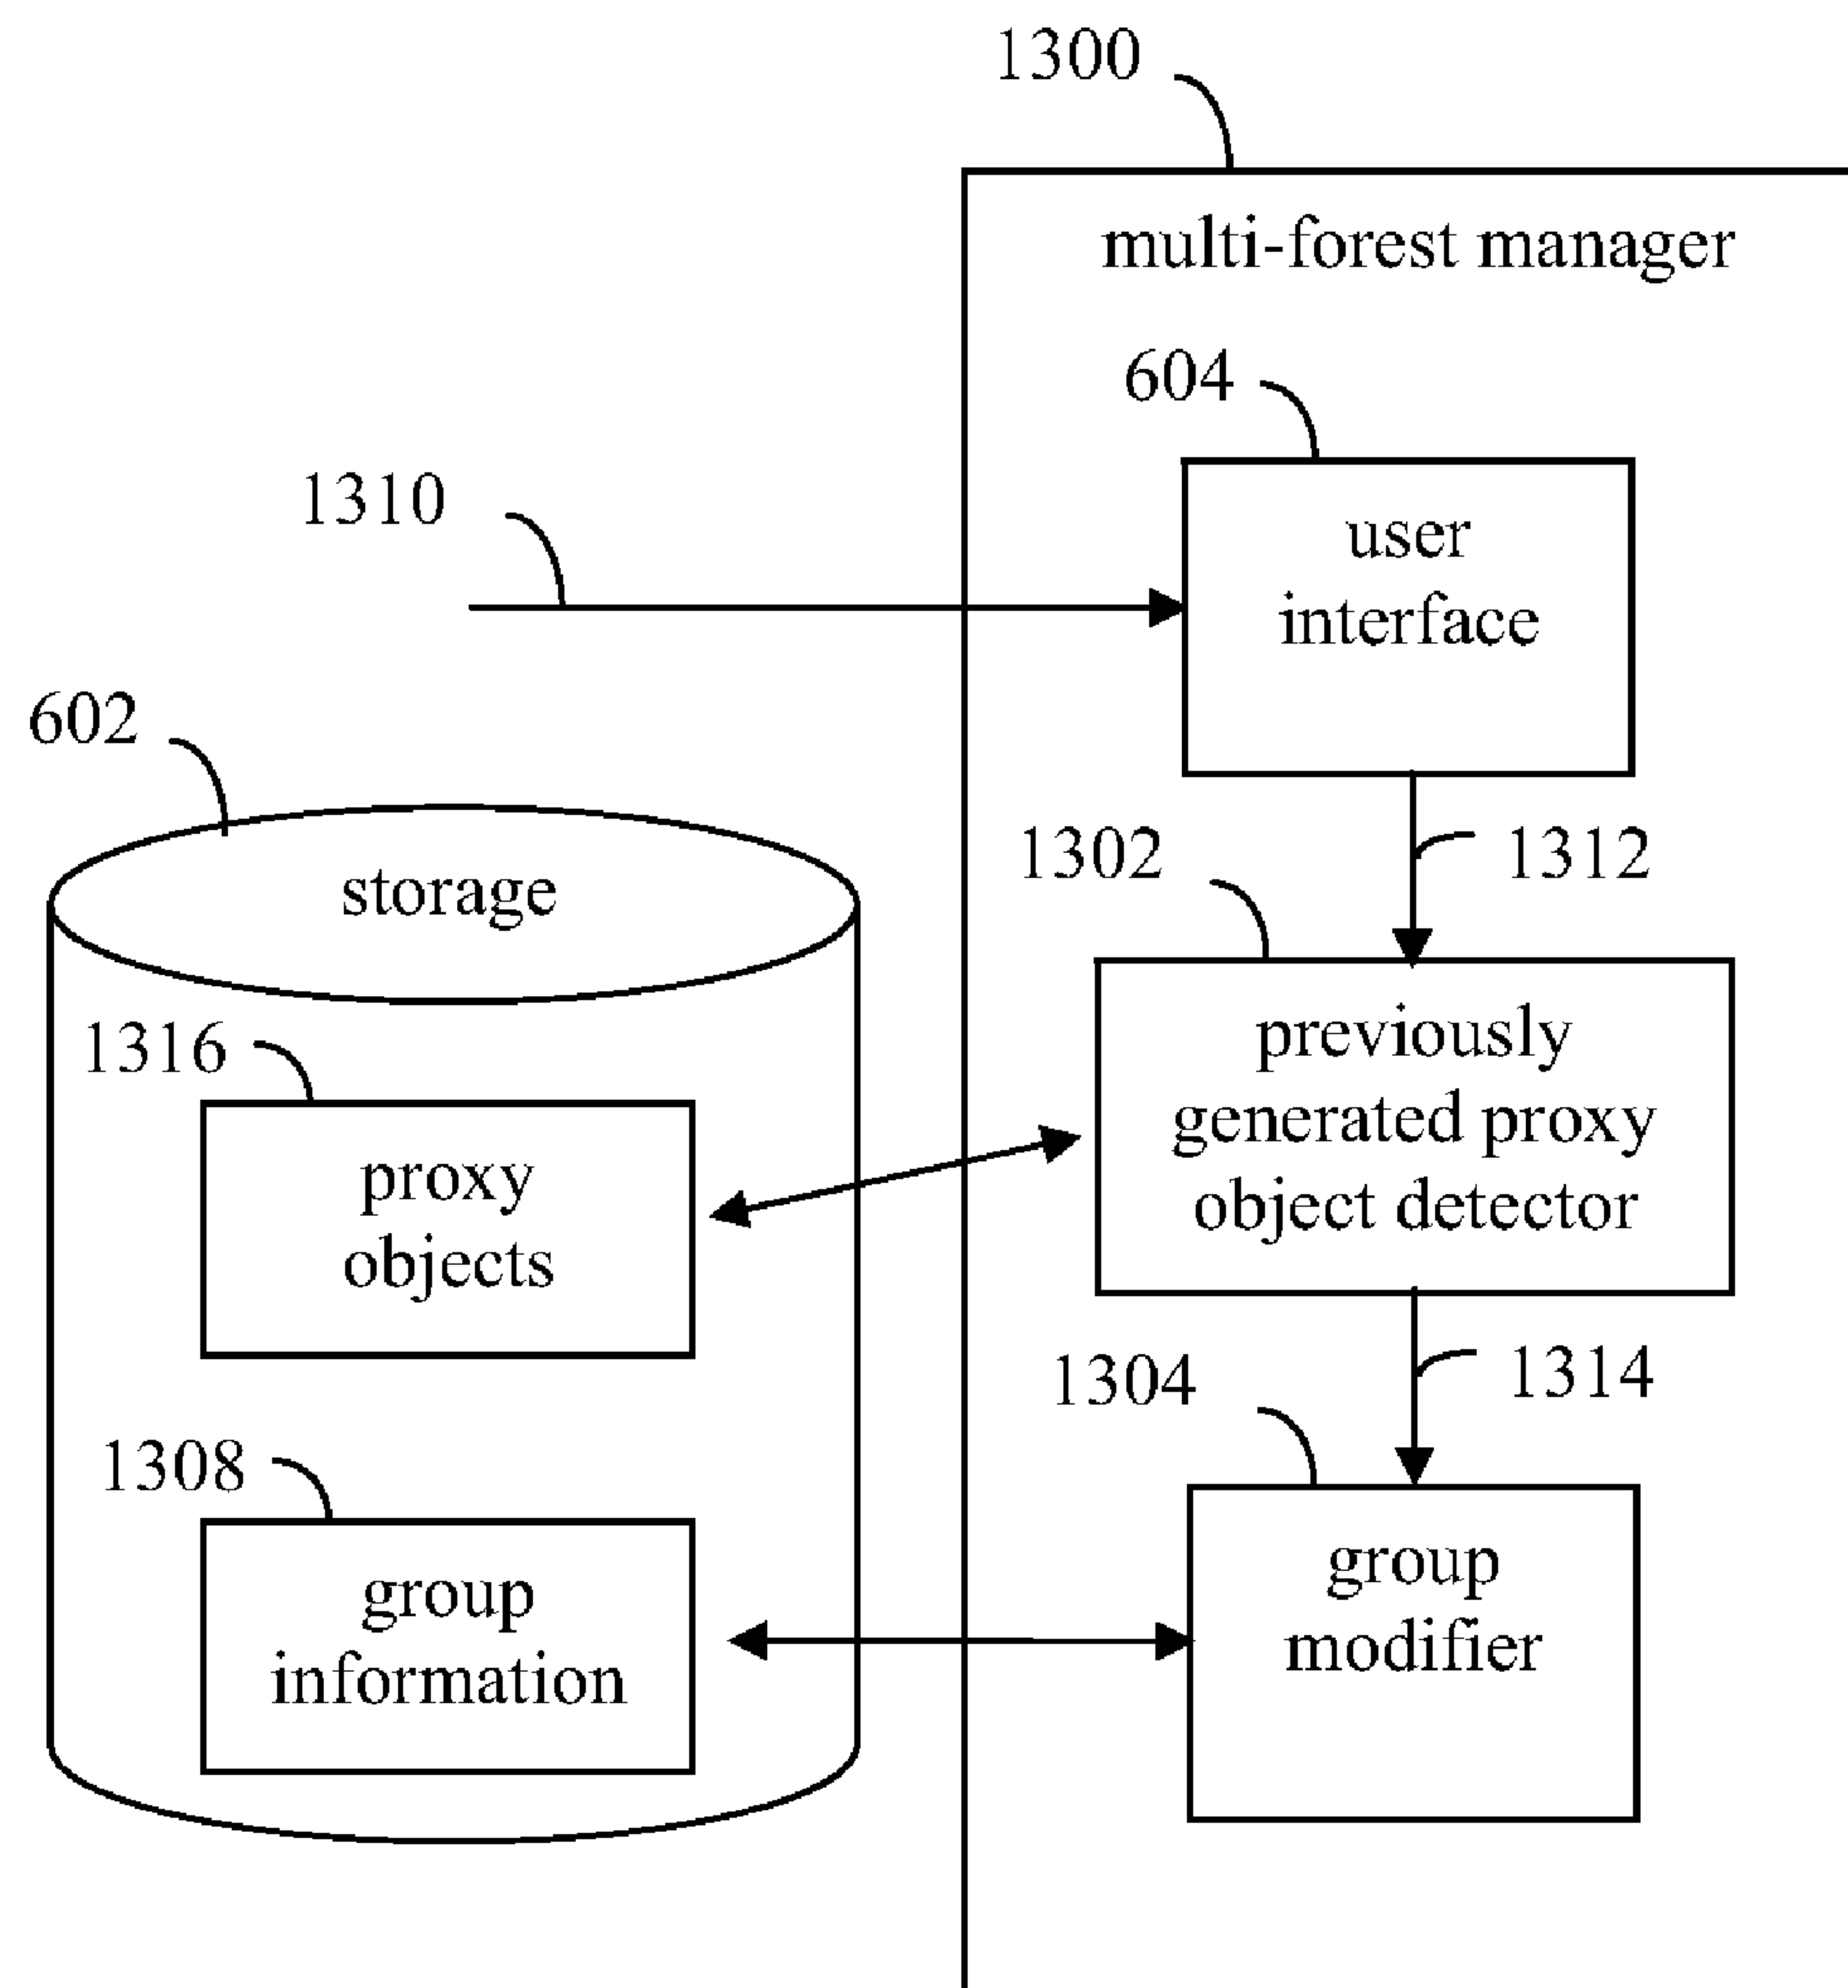 1300
multi-forest manager
604
1310
user
interface
602
1302
1312
storage
previously
generated proxy
object detector
1316
proxy
objects
1304
1314
1308
group
modifier
group
information